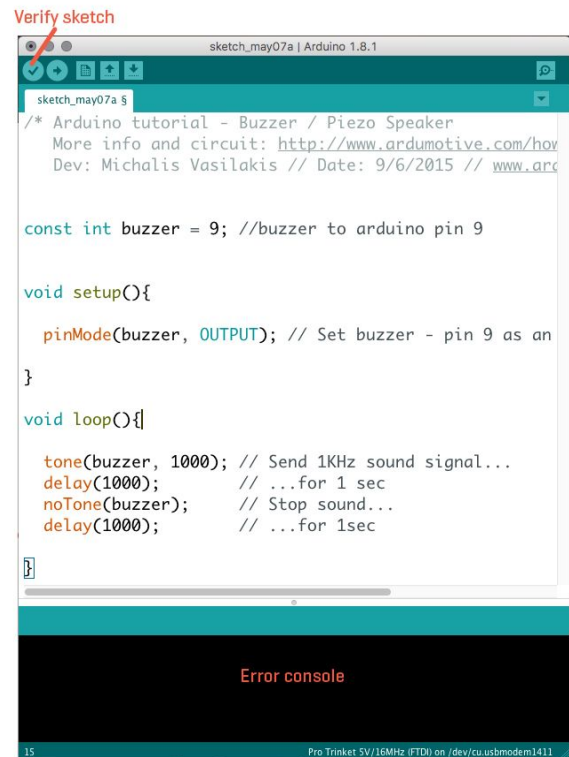 Verify sketch
sketch_may07a | Arduino 1.8.1
sketch_may07a §
/* Arduino tutorial - Buzzer / Piezo Speaker
More info and circuit: http://www.ardumotive.com/how
Dev: Michalis Vasilakis // Date: 9/6/2015 // www.ard
const int buzzer = 9; //buzzer to arduino pin 9
void setup(){
pinMode(buzzer, OUTPUT); // Set buzzer - pin 9 as an
}
void loop(){
tone(buzzer, 1000); // Send 1KHz sound signal...
delay(1000); // ...for 1 sec
noTone(buzzer); // Stop sound...
delay(1000); // ...for 1sec
}
Error console
15 Pro Trinket 5V/16MHz (FTDI) on /dev/cu.usbmodem1411